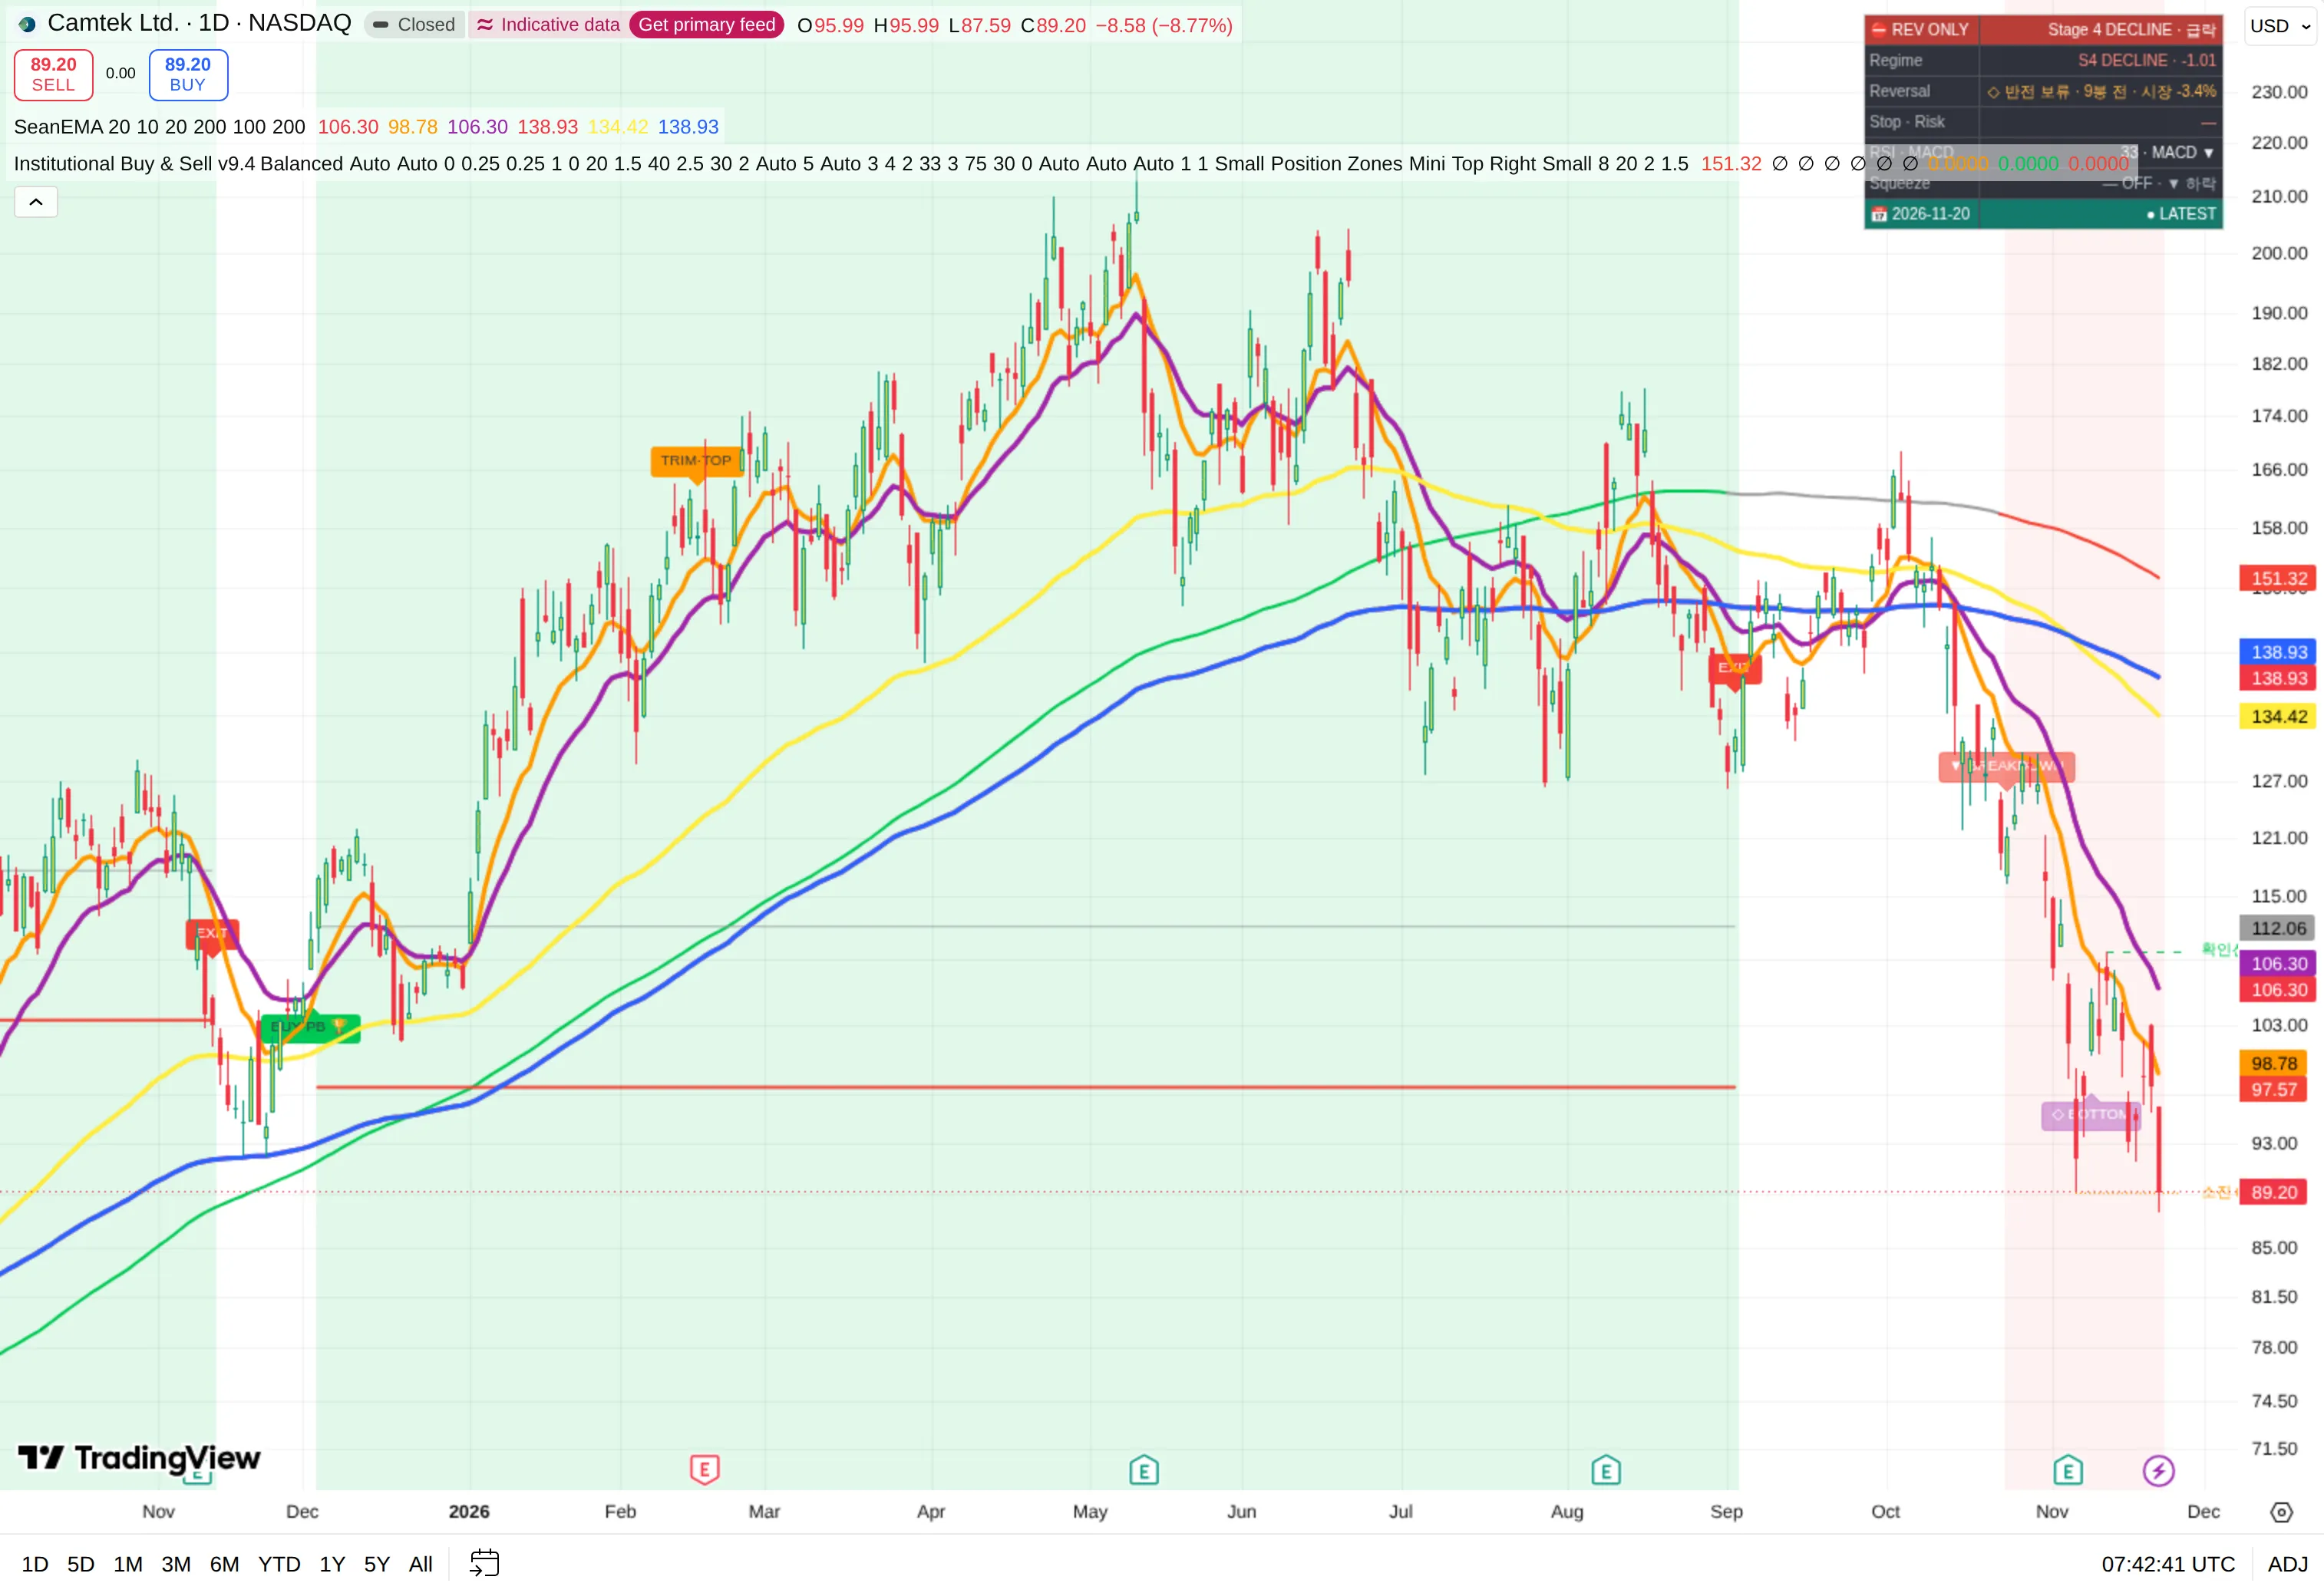 Camtek Ltd. · 1D · NASDAQ Closed Indicative data Get primary feed O95.99 H95.99 L87.59 C89.20 −8.58 (−8.77%)
89.20 SELL 0.00 89.20 BUY
SeanEMA 20 10 20 200 100 200 106.30 98.78 106.30 138.93 134.42 138.93
Institutional Buy & Sell v9.4 Balanced Auto Auto 0 0.25 0.25 1 0 20 1.5 40 2.5 30 2 Auto 5 Auto 3 4 2 33 3 75 30 0 Auto Auto Auto 1 1 Small Position Zones Mini Top Right Small 8 20 2 1.5 151.32 ∅ ∅ ∅ ∅ ∅ ∅ 0.0000 0.0000 0.0000
REV ONLY Stage 4 DECLINE · 급락
Regime S4 DECLINE · -1.01
Reversal ◇ 반전 보류 · 9봉 전 · 시장 -3.4%
Stop · Risk —
RSI · MACD 33 · MACD ▼
Squeeze — OFF · ▼ 하락
2026-11-20 ● LATEST
USD
230.00
220.00
210.00
200.00
190.00
182.00
174.00
166.00
158.00
151.32
138.93
138.93
134.42
127.00
121.00
115.00
112.06
106.30
106.30
103.00
98.78
97.57
93.00
89.20
85.00
81.50
78.00
74.50
71.50
TRIM-TOP
EXIT
EXIT
BUY-PB
◇ BOTTOM
TradingView
E
E
E
E
E
Nov Dec 2026 Feb Mar Apr May Jun Jul Aug Sep Oct Nov Dec
1D 5D 1M 3M 6M YTD 1Y 5Y All
07:42:41 UTC ADJ